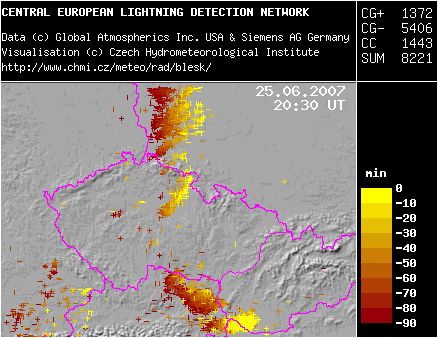 CENTRAL EUROPEAN LIGHTNING DETECTION NETWORK
Data (c) Global Atmospherics Inc. USA & Siemens AG Germany
Visualisation (c) Czech Hydrometeorological Institute
http://www.chmi.cz/meteo/rad/blesk/
CG+ 1372
CG- 5406
CC 1443
SUM 8221
25.06.2007
20:30 UT
min
0
-10
-20
-30
-40
-50
-60
-70
-80
-90